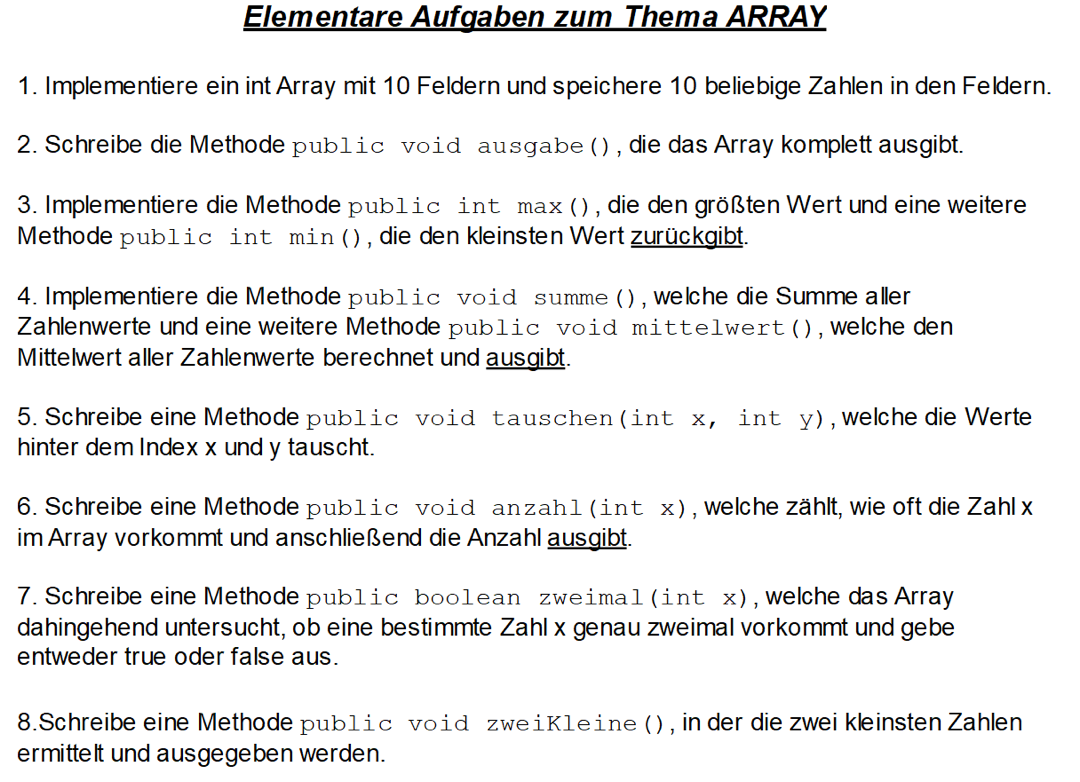 Elementare Aufgaben zum Thema ARRAY
1. Implementiere ein int Array mit 10 Feldern und speichere 10 beliebige Zahlen in den Feldern.
2. Schreibe die Methode public void ausgabe(), die das Array komplett ausgibt.
3. Implementiere die Methode public int max(), die den größten Wert und eine weitere
Methode public int min(), die den kleinsten Wert zurückgibt.
4. Implementiere die Methode public void summe(), welche die Summe aller
Zahlenwerte und eine weitere Methode public void mittelwert(), welche den
Mittelwert aller Zahlenwerte berechnet und ausgibt.
5. Schreibe eine Methode public void tauschen(int x, int y), welche die Werte
hinter dem Index x und y tauscht.
6. Schreibe eine Methode public void anzahl(int x), welche zählt, wie oft die Zahl x
im Array vorkommt und anschließend die Anzahl ausgibt.
7. Schreibe eine Methode public boolean zweimal(int x), welche das Array
dahingehend untersucht, ob eine bestimmte Zahl x genau zweimal vorkommt und gebe
entweder true oder false aus.
8.Schreibe eine Methode public void zweiKleine(), in der die zwei kleinsten Zahlen
ermittelt und ausgegeben werden.